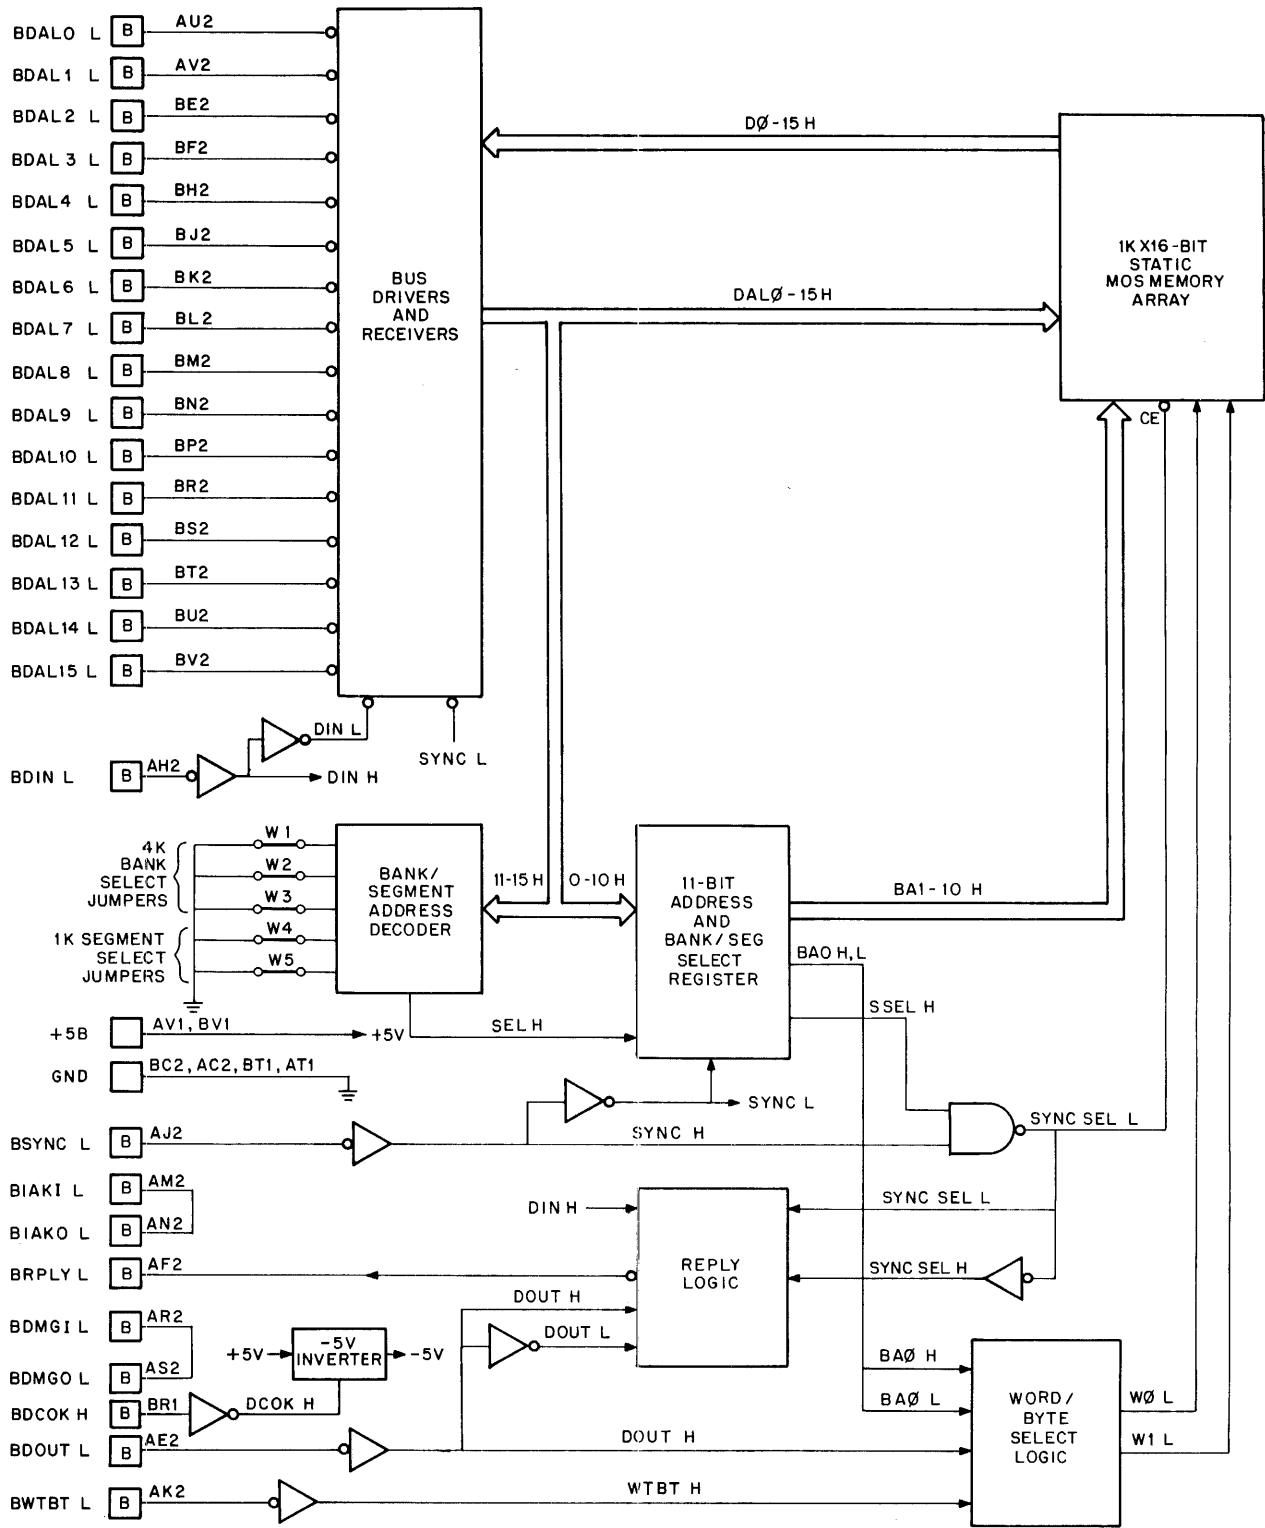 BDAL0 L B AU2
BDAL1 L B AV2
BDAL2 L B BE2
BDAL3 L B BF2
BDAL4 L B BH2
BDAL5 L B BJ2
BDAL6 L B BK2
BDAL7 L B BL2
BDAL8 L B BM2
BDAL9 L B BN2
BDAL10 L B BP2
BDAL11 L B BR2
BDAL12 L B BS2
BDAL13 L B BT2
BDAL14 L B BU2
BDAL15 L B BV2
BUS
DRIVERS
AND
RECEIVERS
DØ-15 H
DALØ-15H
1K X16-BIT
STATIC
MOS MEMORY
ARRAY
CE
DIN L
SYNC L
BDIN L B AH2
DIN H
4K
BANK
SELECT
JUMPERS
1K SEGMENT
SELECT
JUMPERS
W1
W2
W3
W4
W5
BANK/
SEGMENT
ADDRESS
DECODER
11-15H
0-10H
11-BIT
ADDRESS
AND
BANK/SEG
SELECT
REGISTER
BA1-10 H
BA0 H,L
SSEL H
SEL H
+5B AV1, BV1 +5V
GND BC2, AC2, BT1, AT1
SYNC L
BSYNC L B AJ2
SYNC H
SYNC SEL L
BIAKI L B AM2
BIAKO L B AN2
DIN H
SYNC SEL L
REPLY
LOGIC
SYNC SEL H
BRPLY L B AF2
DOUT H
DOUT L
BDMGI L B AR2
BDMGO L B AS2
+5V
-5V
INVERTER
-5V
BDCOK H B BR1
DCOK H
BAØ H
BAØ L
WORD/
BYTE
SELECT
LOGIC
WØ L
W1 L
BDOUT L B AE2
DOUT H
BWTBT L B AK2
WTBT H